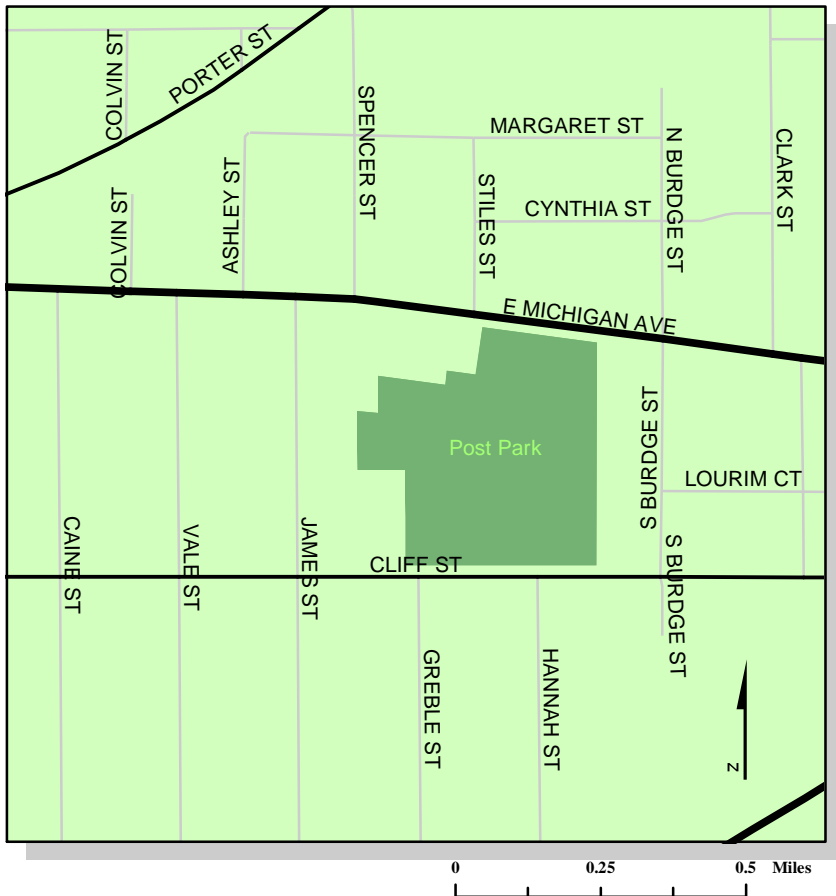 COLVIN ST
PORTER ST
SPENCER ST
MARGARET ST
N BURDGE ST
CLARK ST
COLVIN ST
ASHLEY ST
STILES ST
CYNTHIA ST
E MICHIGAN AVE
Post Park
S BURDGE ST
LOURIM CT
CAINE ST
VALE ST
JAMES ST
CLIFF ST
S BURDGE ST
GREBLE ST
HANNAH ST
N
0 0.25 0.5 Miles